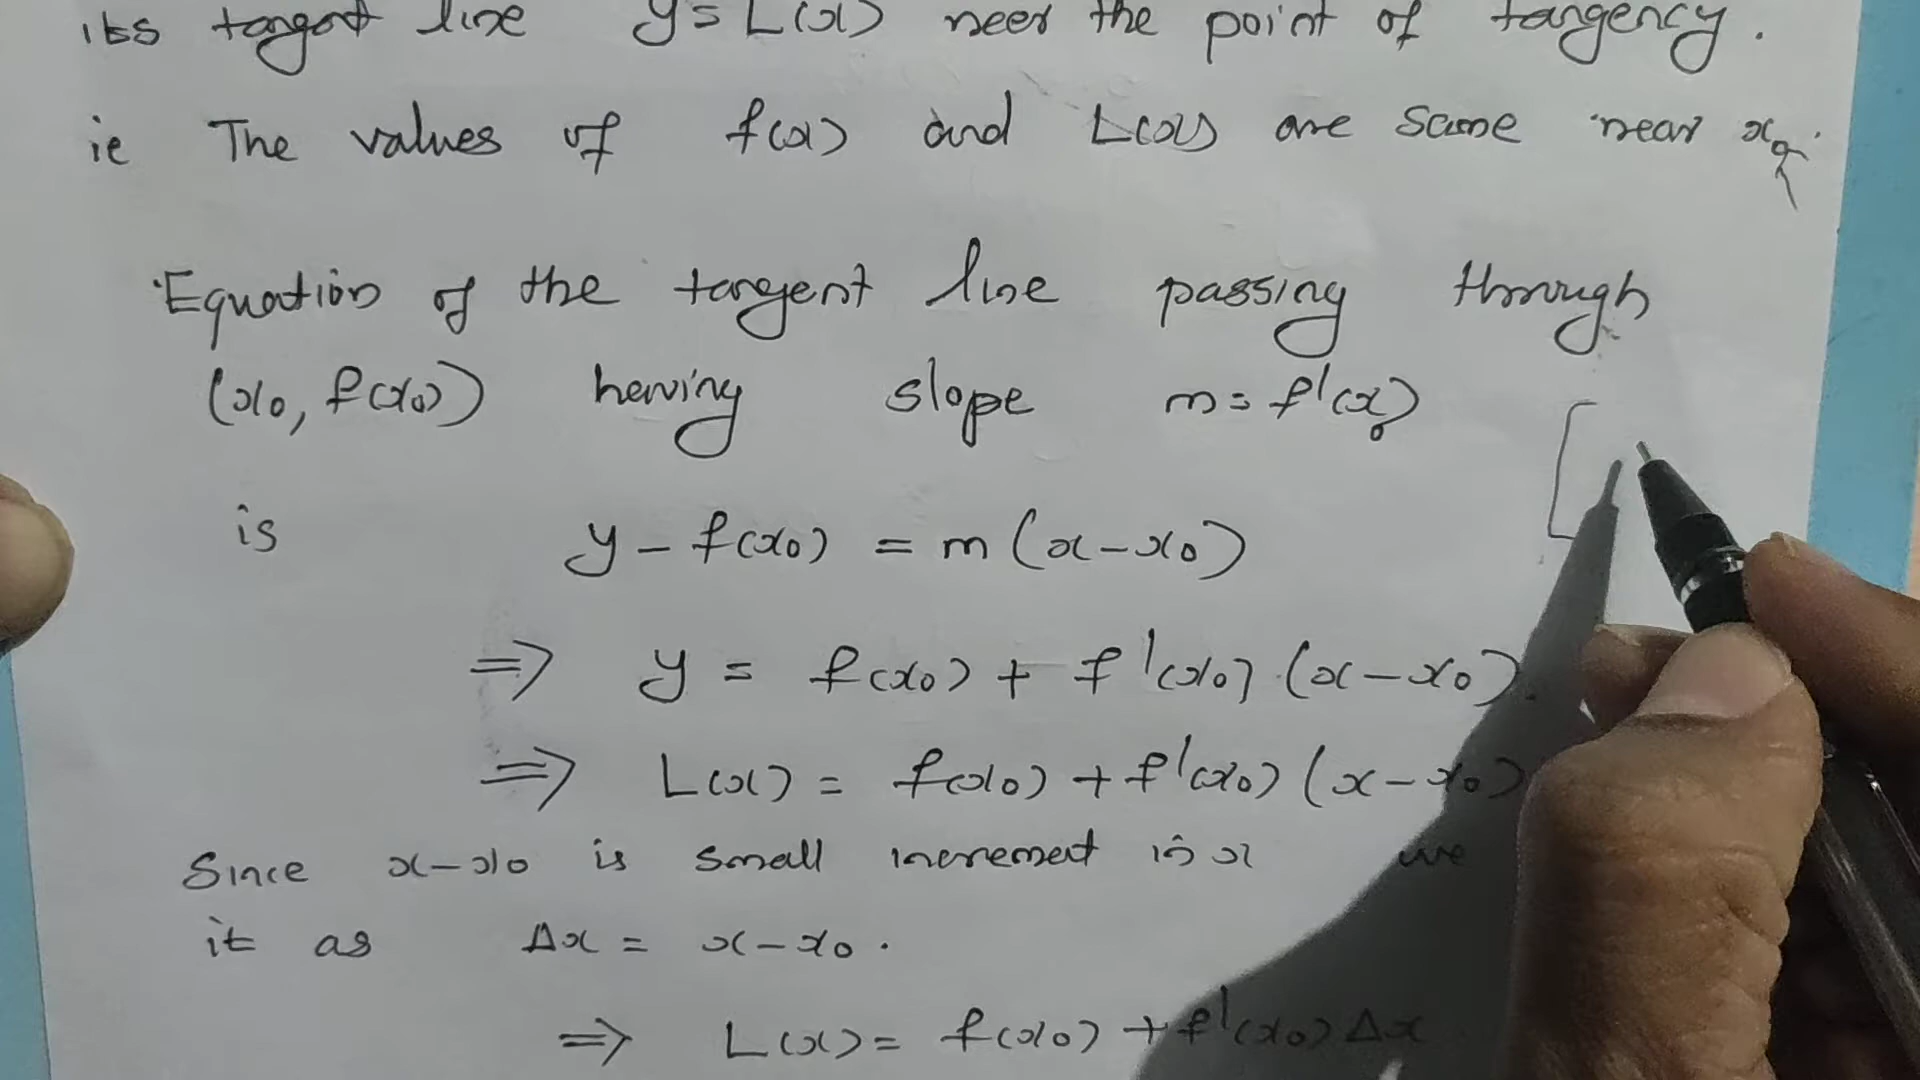 its tangent line y = L(x) near the point of tangency.
ie The values of f(x) and L(x) are same near x₀.
Equation of the tangent line passing through
(x₀, f(x₀)) having slope m = f'(x₀)
is y - f(x₀) = m (x - x₀)
⇒ y = f(x₀) + f'(x₀) (x - x₀).
⇒ L(x) = f(x₀) + f'(x₀) (x - x₀)
Since x - x₀ is small increment in x we
it as Δx = x - x₀.
⇒ L(x) = f(x₀) + f'(x₀) Δx